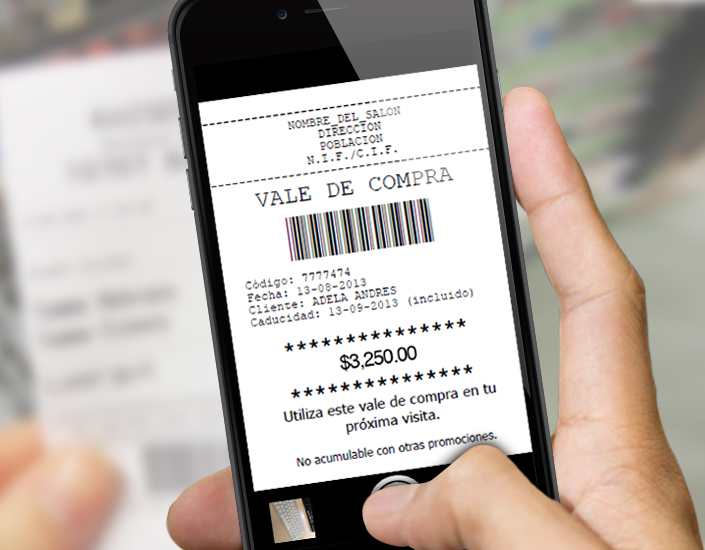 NOMBRE_DEL_SALON
DIRECCION
POBLACION
N.I.F./C.I.F.
VALE DE COMPRA
Código: 7777474
Fecha: 13-08-2013
Cliente: ADELA ANDRES
Caducidad: 13-09-2013 (incluido)
***************
$3,250.00
***************
Utiliza este vale de compra en tu
próxima visita.
No acumulable con otras promociones.